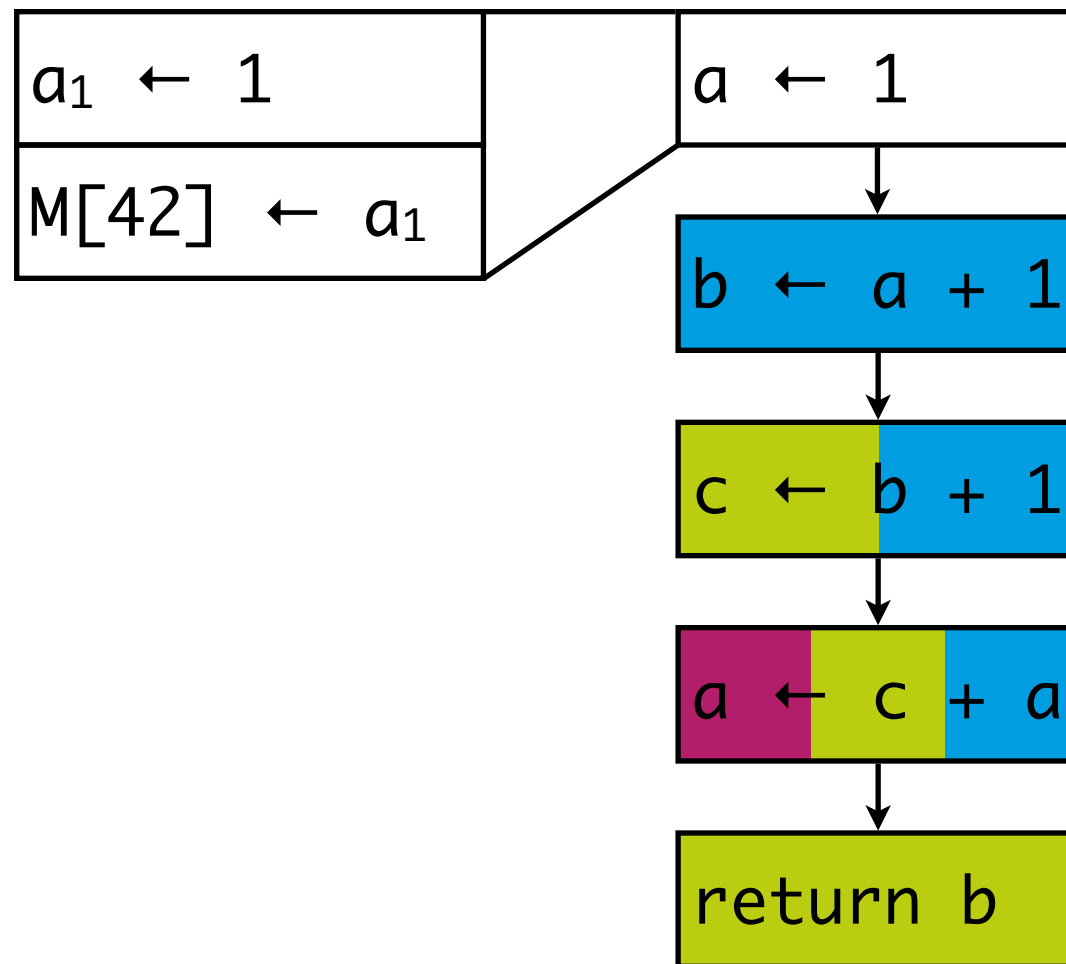 a₁ ← 1
M[42] ← a₁
a ← 1
b ← a + 1
c ← b + 1
a ← c + a
return b